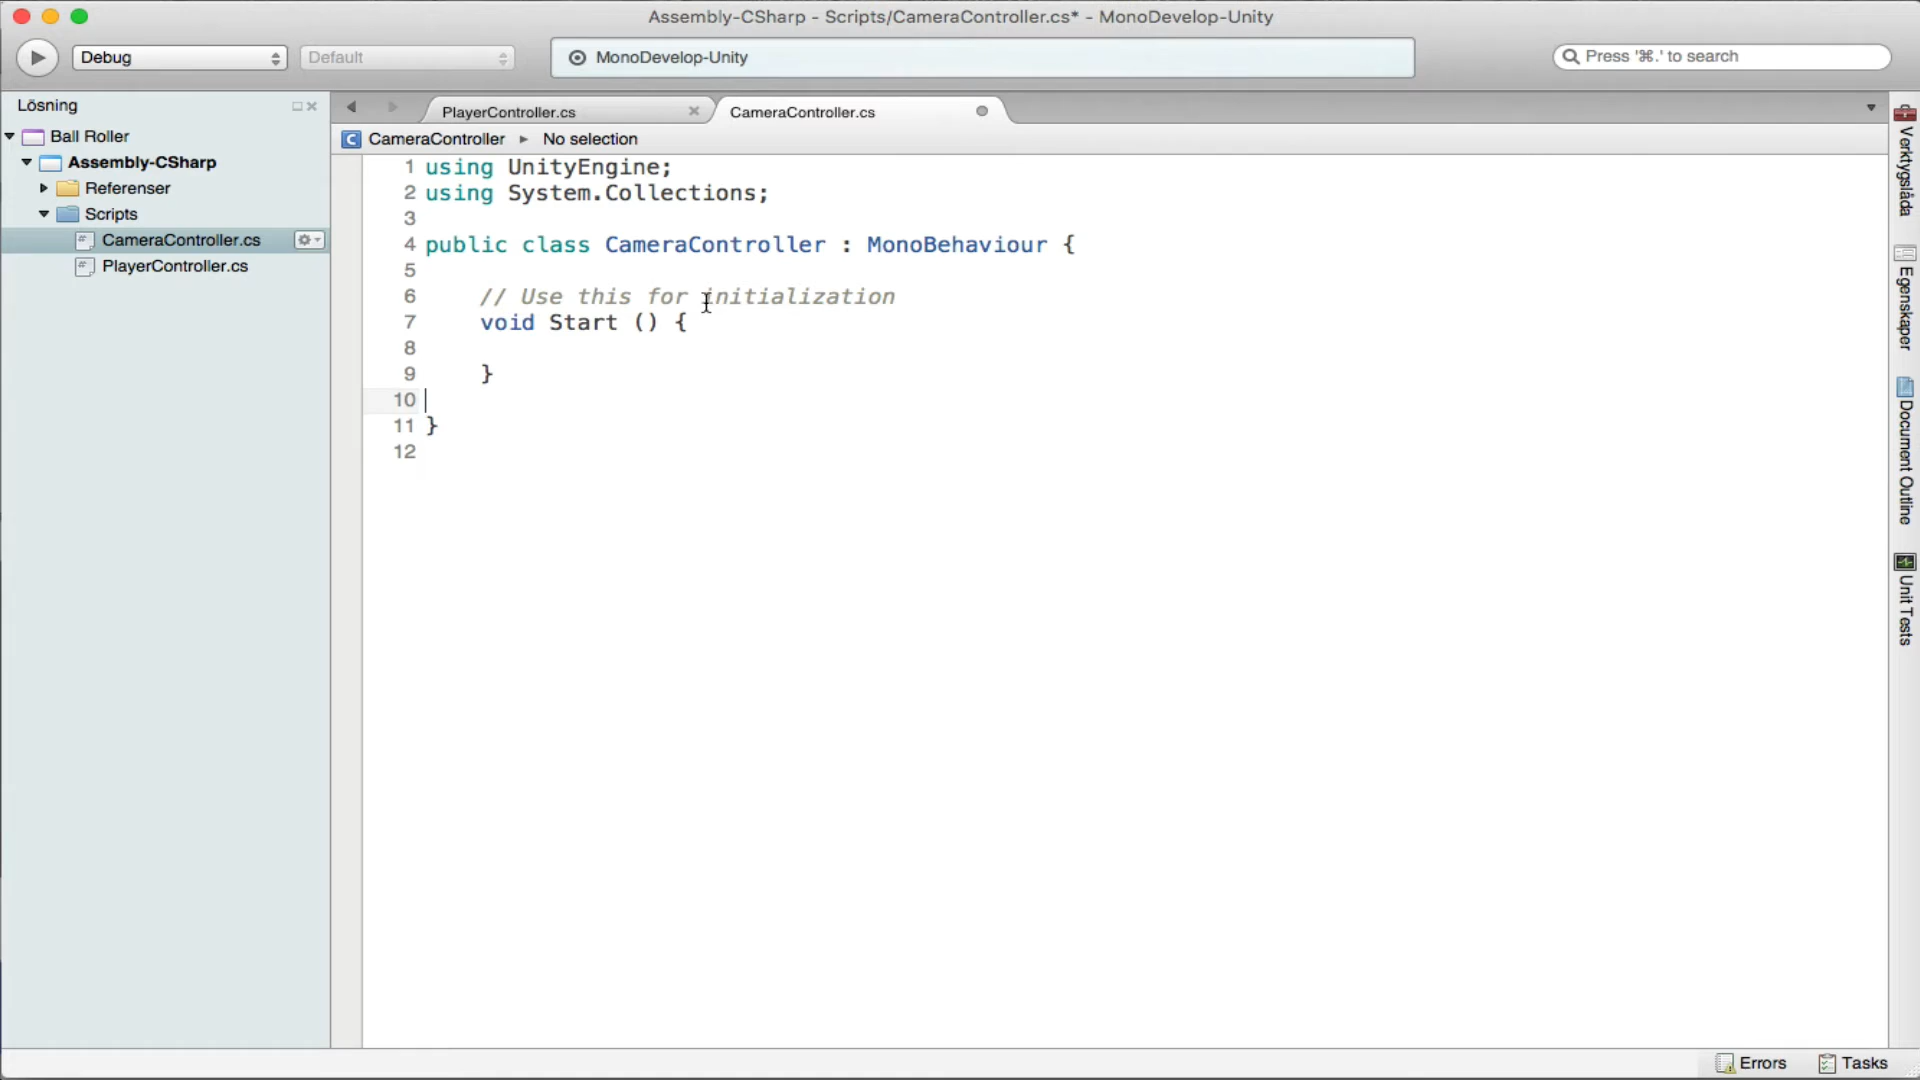 Assembly-CSharp - Scripts/CameraController.cs* - MonoDevelop-Unity
Debug
Default
MonoDevelop-Unity
Press '⌘.' to search
Lösning
PlayerController.cs
CameraController.cs
Ball Roller
CameraController
No selection
Assembly-CSharp
Referenser
Scripts
CameraController.cs
PlayerController.cs
1 using UnityEngine;
2 using System.Collections;
3
4 public class CameraController : MonoBehaviour {
5
6 // Use this for initialization
7 void Start () {
8
9 }
10
11 }
12
Verktygslåda
Egenskaper
Document Outline
Unit Tests
Errors
Tasks